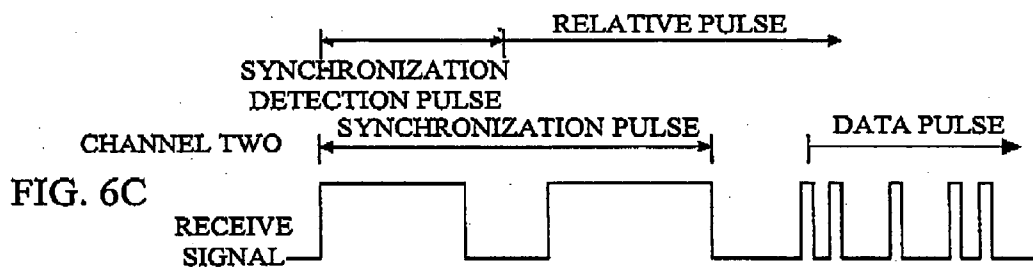 RELATIVE PULSE
SYNCHRONIZATION
DETECTION PULSE
CHANNEL TWO
SYNCHRONIZATION PULSE
DATA PULSE
FIG. 6C
RECEIVE
SIGNAL